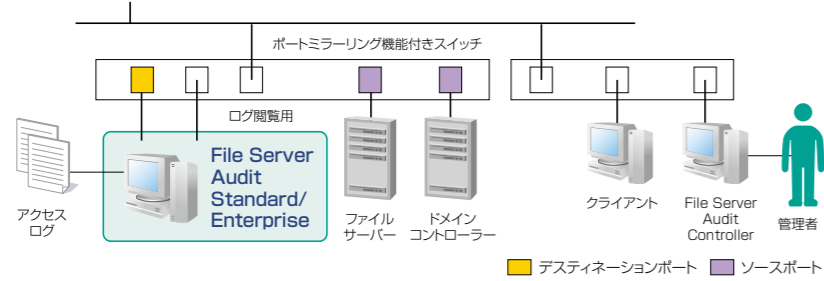 ポートミラーリング機能付きスイッチ
ログ閲覧用
File Server
Audit
Standard/
Enterprise
アクセス
ログ
ファイル
サーバー
ドメイン
コントローラー
クライアント
File Server
Audit
Controller
管理者
デスティネーションポート
ソースポート